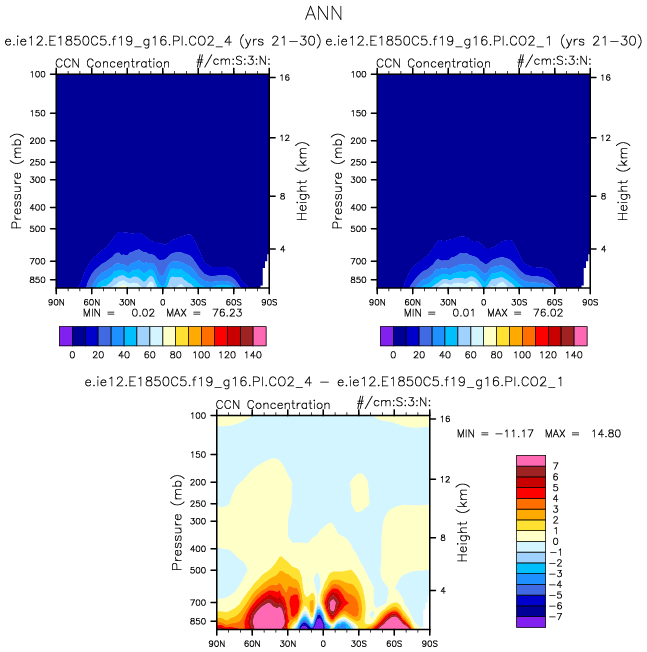 ANN
e.ie12.E1850C5.f19_g16.PI.CO2_4 (yrs 21-30) e.ie12.E1850C5.f19_g16.PI.CO2_1 (yrs 21-30)
CCN Concentration #/cm:S:3:N: CCN Concentration #/cm:S:3:N:
100 16 100 16
150 150
12 12
200 200
250 250
300 300
8 8
400 400
500 500
4 4
700 700
850 850
Pressure (mb) Height (km) Pressure (mb) Height (km)
90N 60N 30N 0 30S 60S 90S 90N 60N 30N 0 30S 60S 90S
MIN = 0.02 MAX = 76.23 MIN = 0.01 MAX = 76.02
0 20 40 60 80 100 120 140 0 20 40 60 80 100 120 140
e.ie12.E1850C5.f19_g16.PI.CO2_4 - e.ie12.E1850C5.f19_g16.PI.CO2_1
CCN Concentration #/cm:S:3:N:
MIN = -11.17 MAX = 14.80
100 16
150
12
200
250
300
8
400
500
4
700
850
Pressure (mb) Height (km)
90N 60N 30N 0 30S 60S 90S
7
6
5
4
3
2
1
0
-1
-2
-3
-4
-5
-6
-7